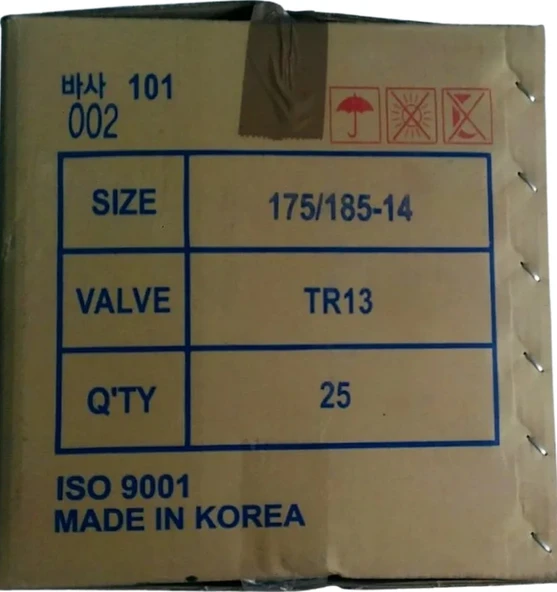 바사 101
002
SIZE 175/185-14
VALVE TR13
Q'TY 25
ISO 9001
MADE IN KOREA